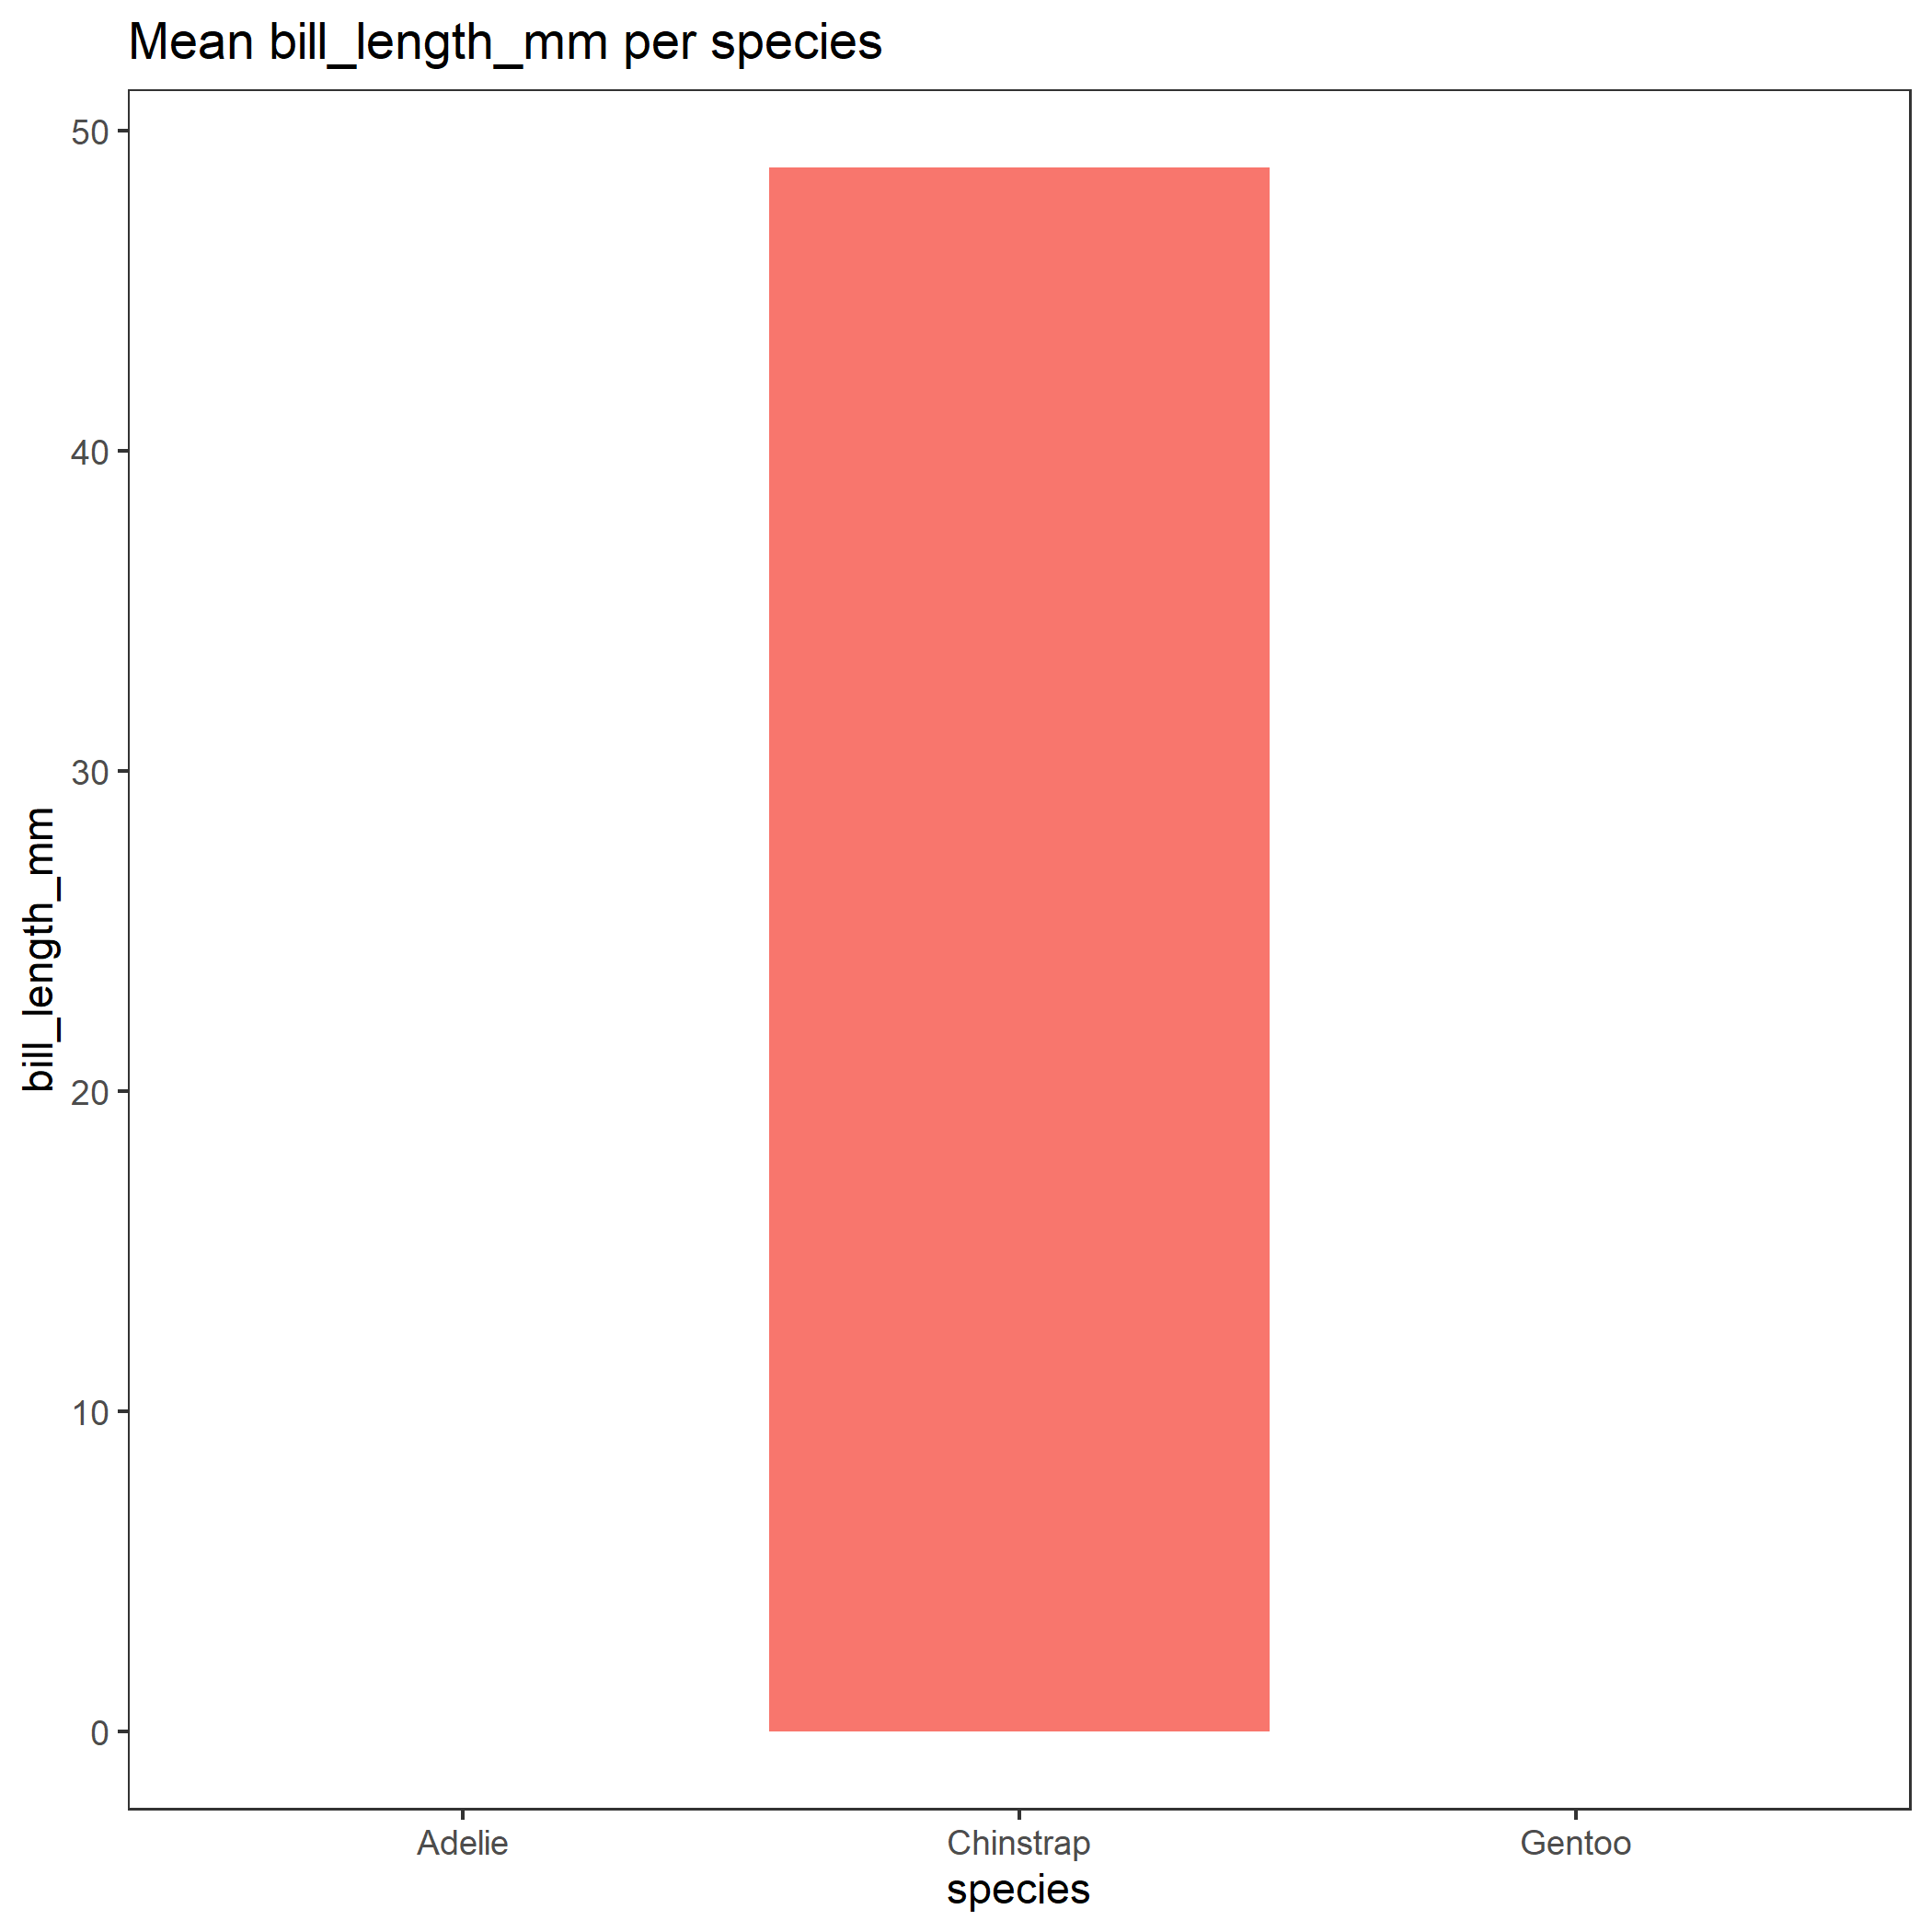 Mean bill_length_mm per species
50
40
30
20
10
0
bill_length_mm
Adelie
Chinstrap
Gentoo
species